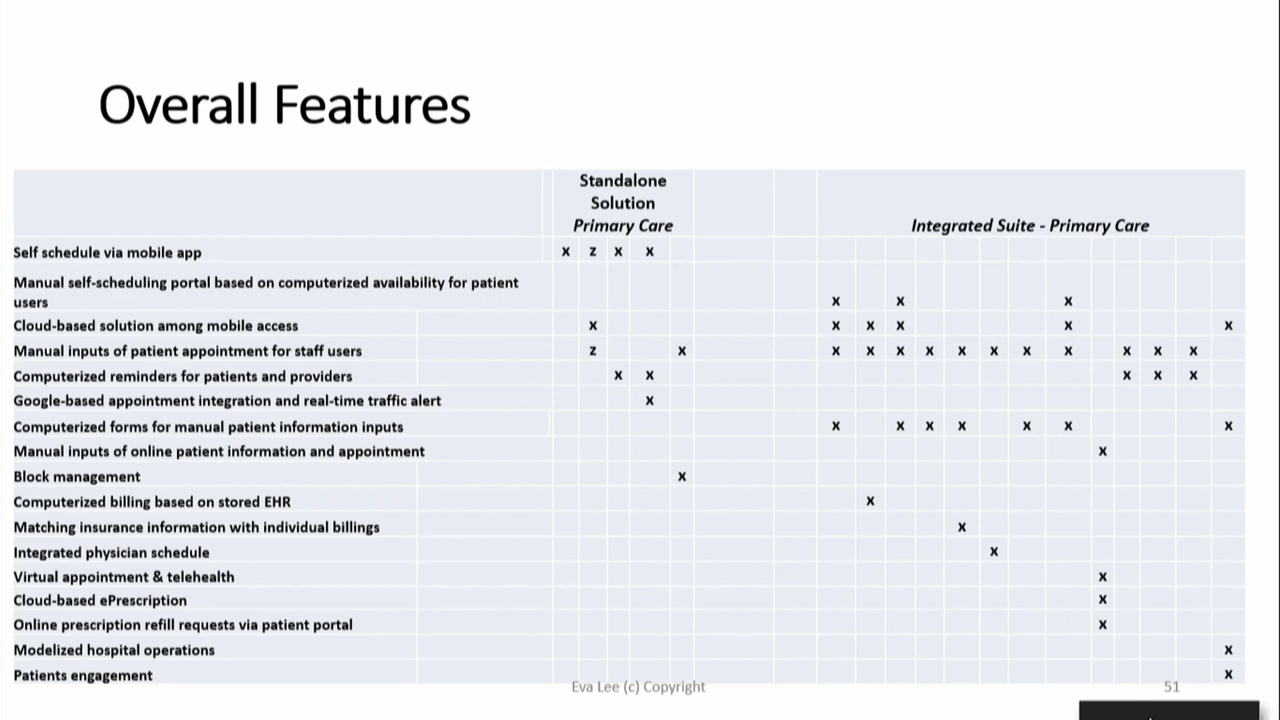 Overall Features
Standalone
Solution
Primary Care
Integrated Suite - Primary Care
Self schedule via mobile app x z x x
Manual self-scheduling portal based on computerized availability for patient
users x x x
Cloud-based solution among mobile access x x x x x x
Manual inputs of patient appointment for staff users z x x x x x x x x x x x x
Computerized reminders for patients and providers x x x x x
Google-based appointment integration and real-time traffic alert x
Computerized forms for manual patient information inputs x x x x x x x
Manual inputs of online patient information and appointment x
Block management x
Computerized billing based on stored EHR x
Matching insurance information with individual billings x
Integrated physician schedule x
Virtual appointment & telehealth x
Cloud-based ePrescription x
Online prescription refill requests via patient portal x
Modelized hospital operations x
Patients engagement x
Eva Lee (c) Copyright 51